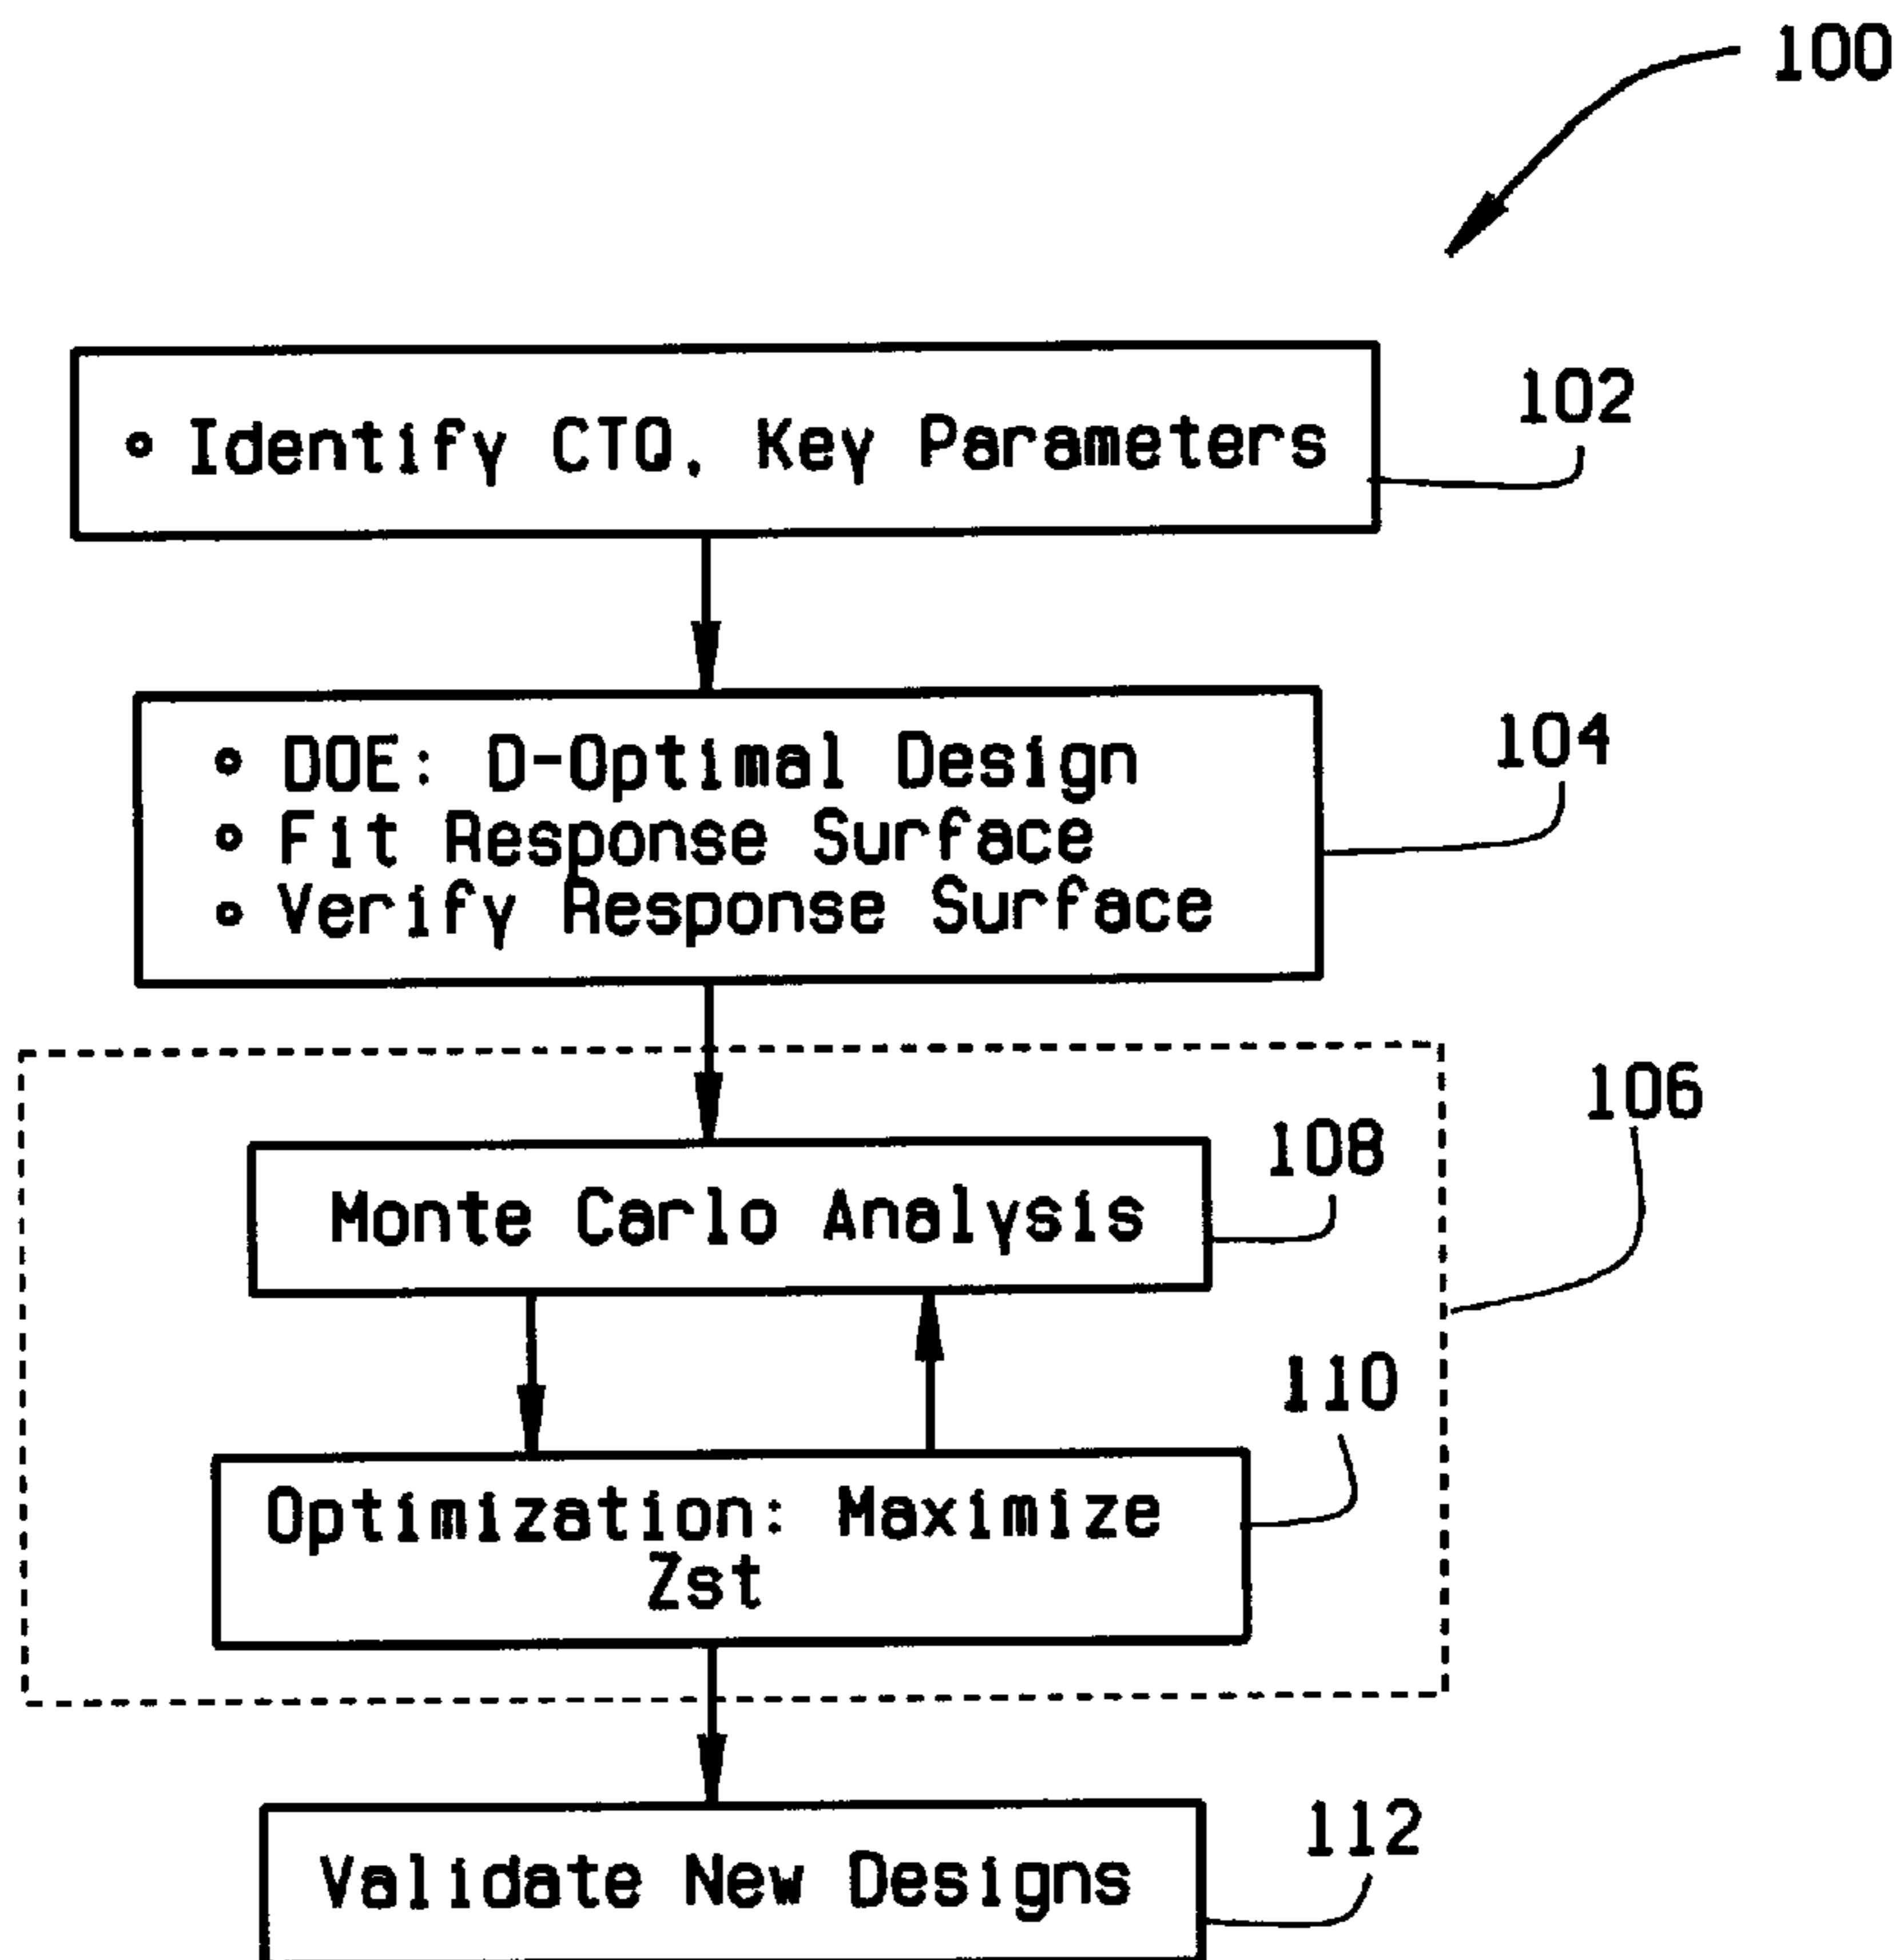 100
∘ Identify CTQ, Key Parameters
102
∘ DOE: D-Optimal Design
∘ Fit Response Surface
∘ Verify Response Surface
104
106
Monte Carlo Analysis
108
110
Optimization: Maximize
Zst
Validate New Designs
112